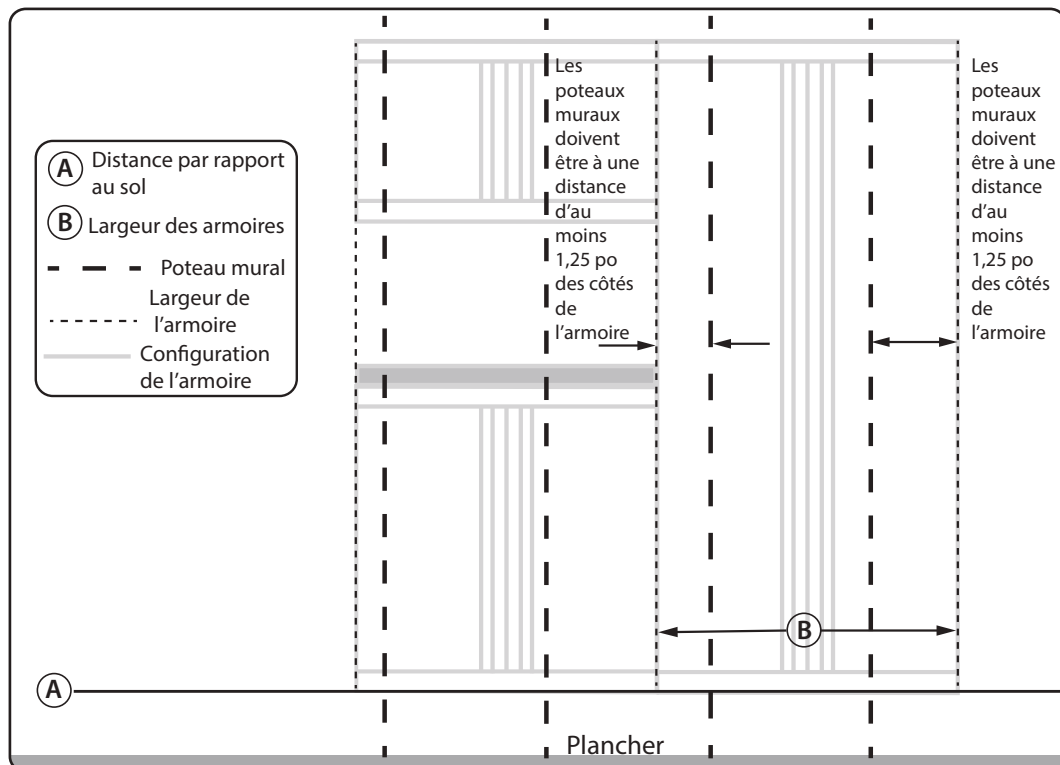 A Distance par rapport
au sol
B Largeur des armoires
Poteau mural
Largeur de
l'armoire
Configuration
de l'armoire
Les
poteaux
muraux
doivent
être à une
distance
d'au
moins
1,25 po
des côtés
de
l'armoire
Les
poteaux
muraux
doivent
être à une
distance
d'au
moins
1,25 po
des côtés
de
l'armoire
B
A
Plancher